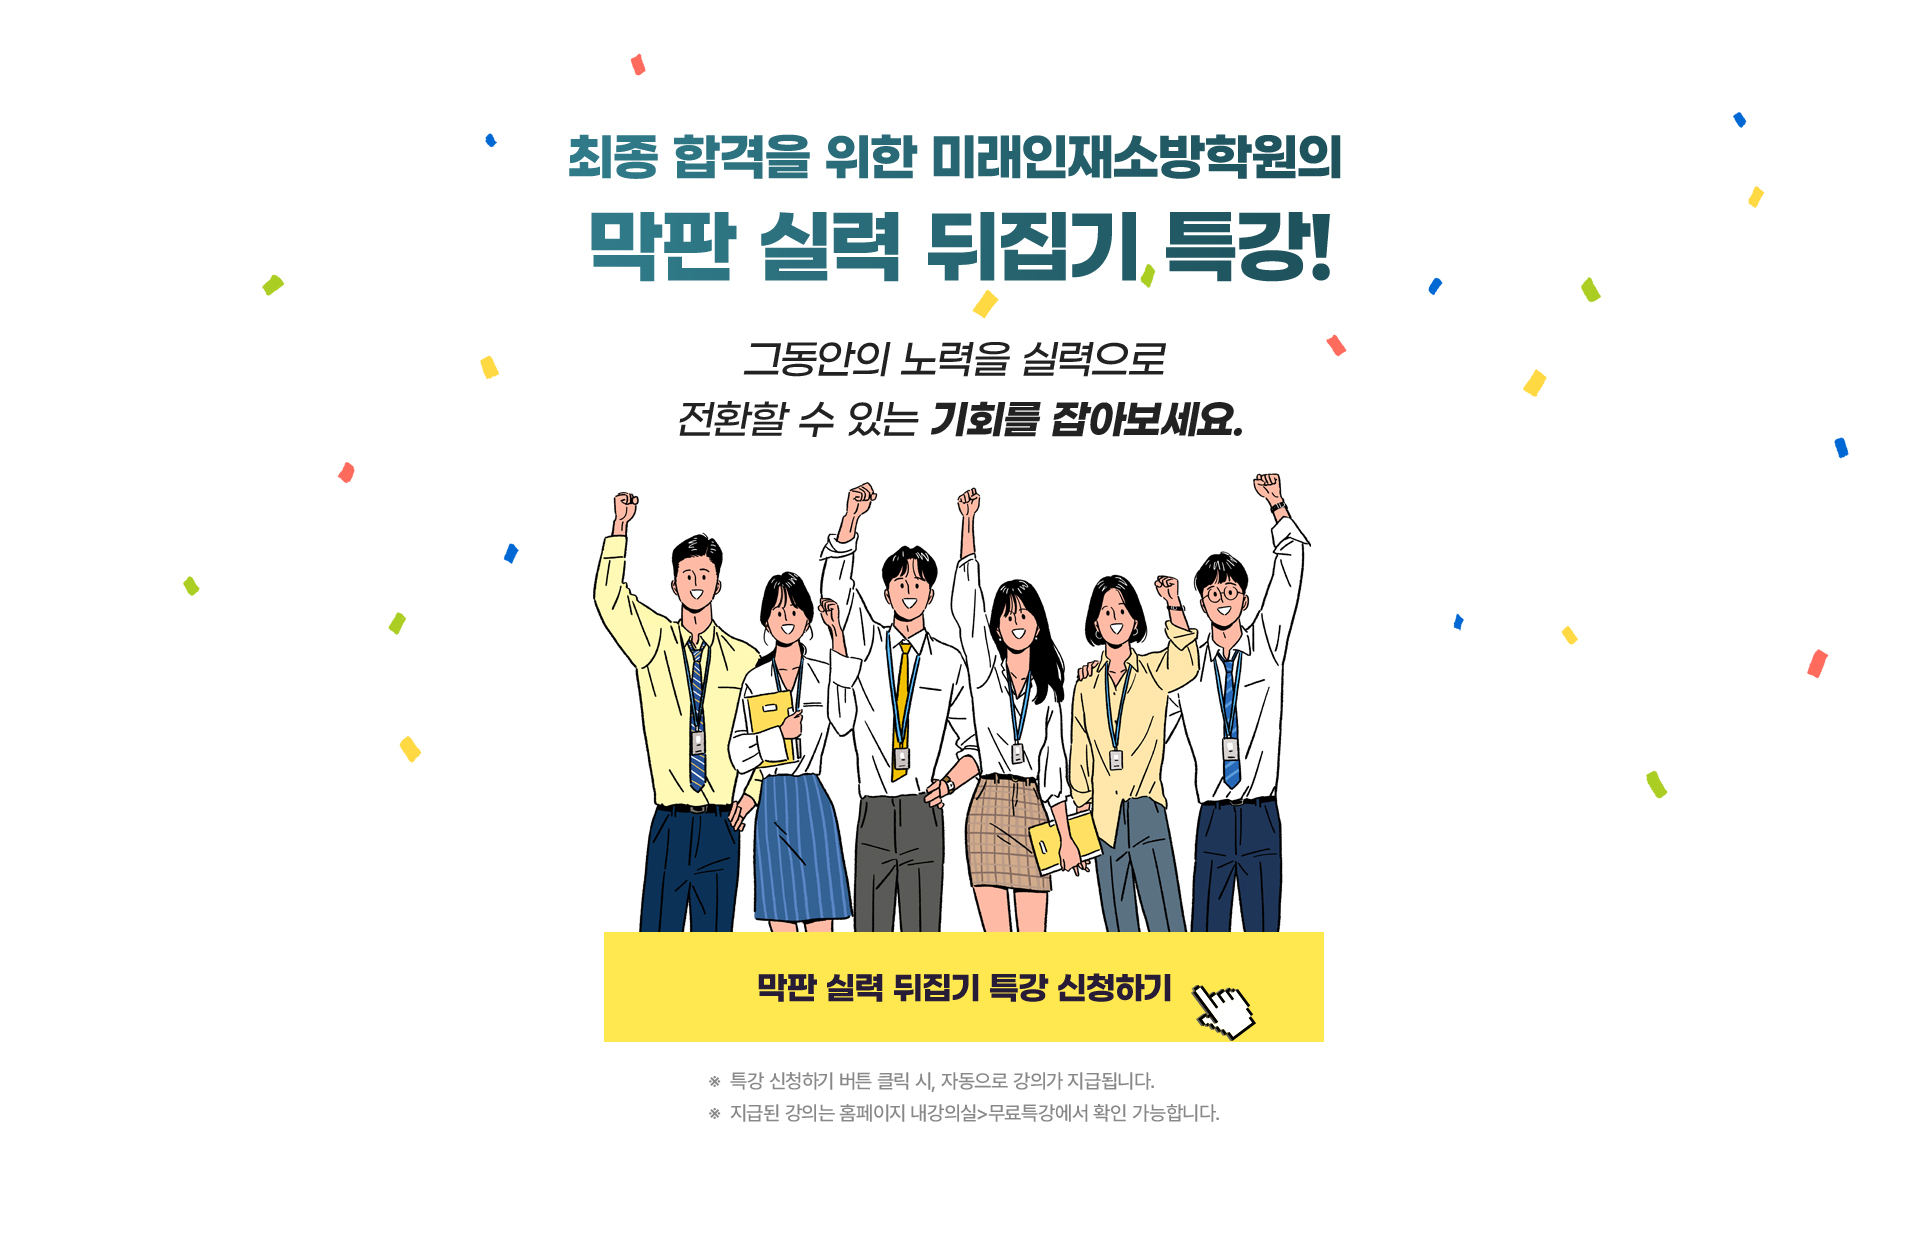 최종 합격을 위한 미래인재소방학원의
막판 실력 뒤집기 특강!
그동안의 노력을 실력으로
전환할 수 있는 기회를 잡아보세요.
막판 실력 뒤집기 특강 신청하기
※ 특강 신청하기 버튼 클릭 시, 자동으로 강의가 지급됩니다.
※ 지급된 강의는 홈페이지 내강의실>무료특강에서 확인 가능합니다.